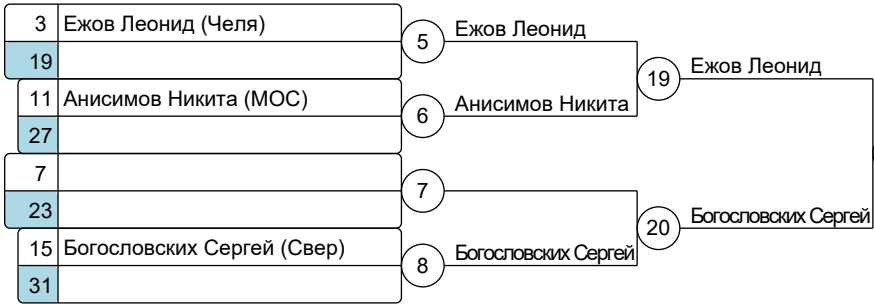 3 Ежов Леонид (Челя)
5 Ежов Леонид
19
19 Ежов Леонид
11 Анисимов Никита (МОС)
6 Анисимов Никита
27
7
7
23
20 Богословских Сергей
15 Богословских Сергей (Свер)
8 Богословских Сергей
31